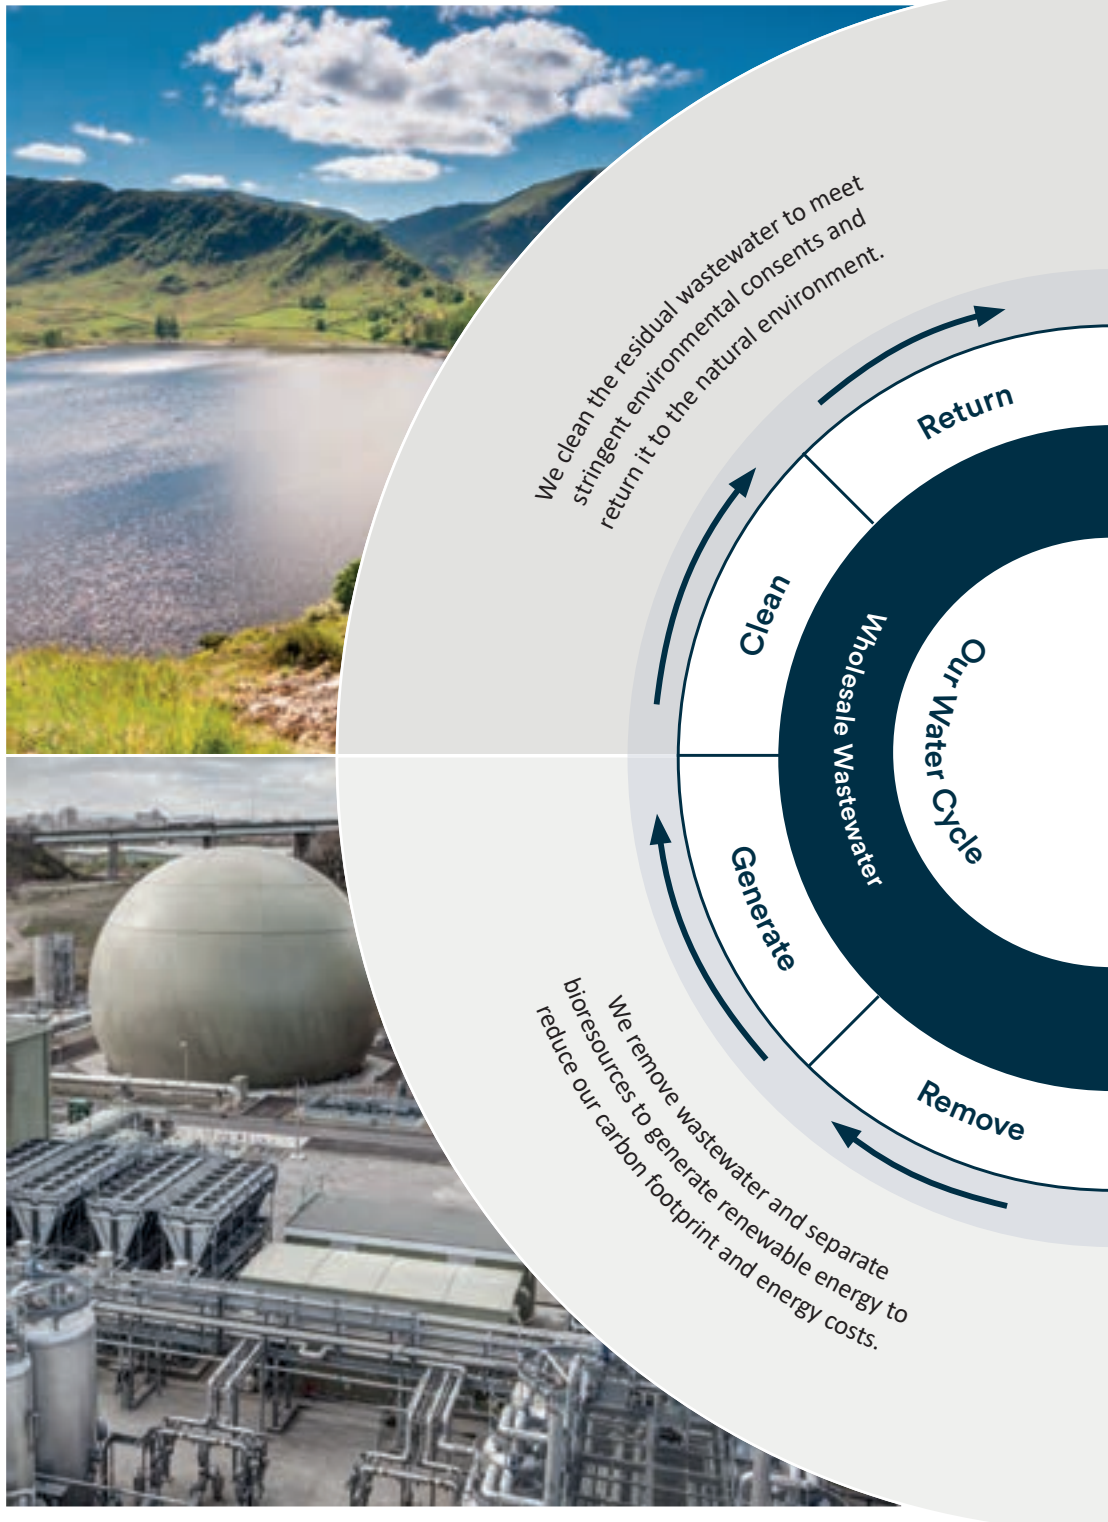 We clean the residual wastewater to meet
stringent environmental consents and
return it to the natural environment.
Return
Clean
Wholesale Wastewater
Our Water Cycle
Generate
Remove
We remove wastewater and separate
bioresources to generate renewable energy to
reduce our carbon footprint and energy costs.